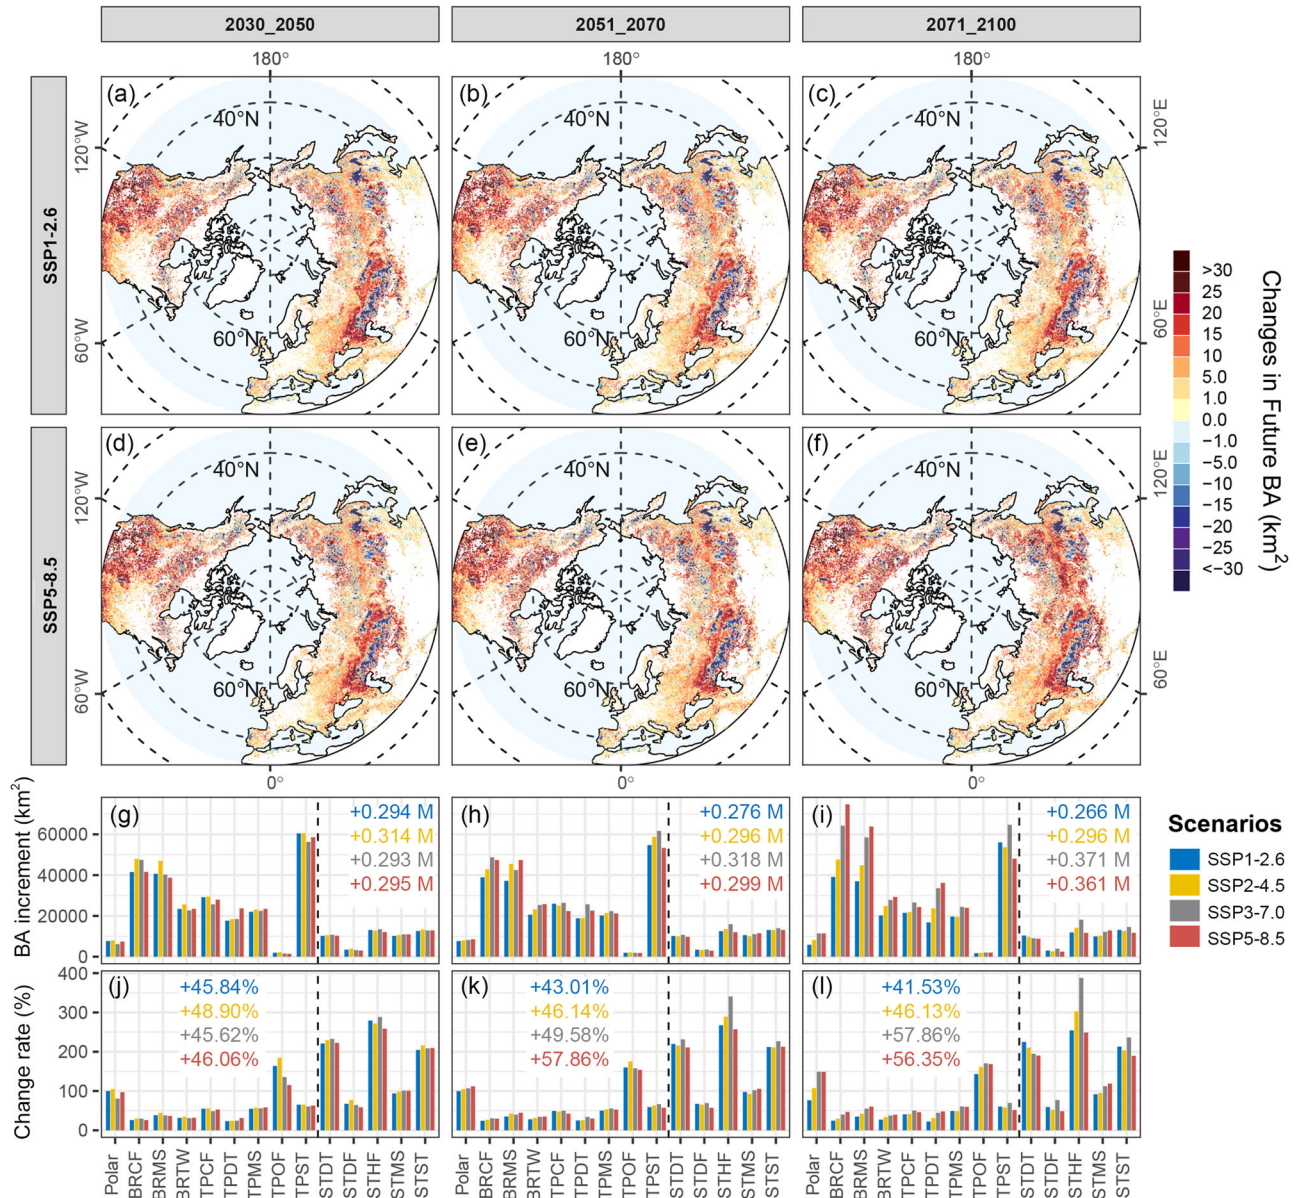 2030_2050
2051_2070
2071_2100
180°
180°
180°
SSP1-2.6
(a)
40°N
60°N
120°W
60°W
(b)
40°N
60°N
(c)
40°N
60°N
120°E
60°E
SSP5-8.5
(d)
40°N
60°N
120°W
60°W
(e)
40°N
60°N
(f)
40°N
60°N
120°E
60°E
0°
0°
0°
Changes in Future BA (km²)
>30
25
20
15
10
5.0
1.0
0.0
−1.0
−5.0
−10
−15
−20
−25
<−30
BA increment (km²)
60000
40000
20000
0
(g)
+0.294 M
+0.314 M
+0.293 M
+0.295 M
(h)
+0.276 M
+0.296 M
+0.318 M
+0.299 M
(i)
+0.266 M
+0.296 M
+0.371 M
+0.361 M
Scenarios
SSP1-2.6
SSP2-4.5
SSP3-7.0
SSP5-8.5
Change rate (%)
400
300
200
100
0
(j)
+45.84%
+48.90%
+45.62%
+46.06%
(k)
+43.01%
+46.14%
+49.58%
+57.86%
(l)
+41.53%
+46.13%
+57.86%
+56.35%
Polar
BRCF
BRMS
BRTW
TPCF
TPDT
TPMS
TPOF
TPST
STDT
STDF
STHF
STMS
STST
Polar
BRCF
BRMS
BRTW
TPCF
TPDT
TPMS
TPOF
TPST
STDT
STDF
STHF
STMS
STST
Polar
BRCF
BRMS
BRTW
TPCF
TPDT
TPMS
TPOF
TPST
STDT
STDF
STHF
STMS
STST